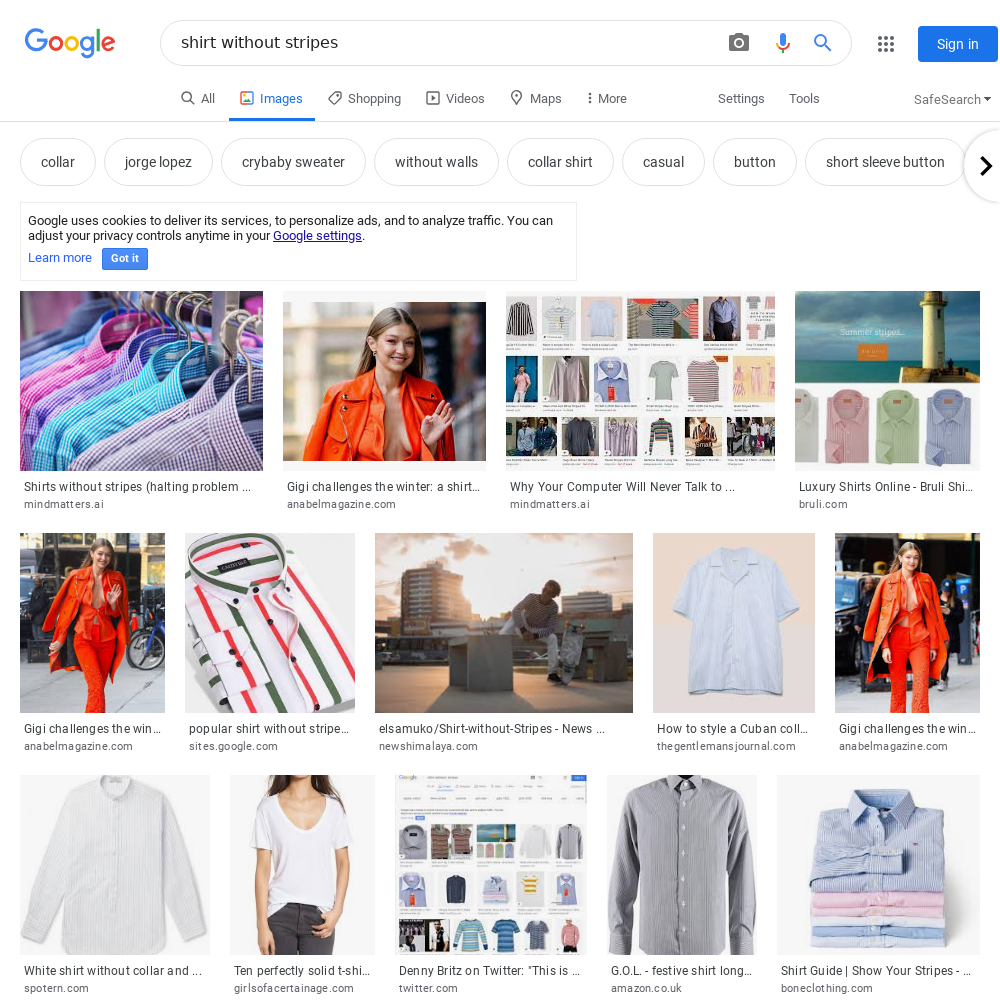 Google
shirt without stripes
Sign in
All
Images
Shopping
Videos
Maps
More
Settings
Tools
SafeSearch
collar
jorge lopez
crybaby sweater
without walls
collar shirt
casual
button
short sleeve button
Google uses cookies to deliver its services, to personalize ads, and to analyze traffic. You can
adjust your privacy controls anytime in your Google settings.
Learn more
Got it
Summer stripes...
Shirts without stripes (halting problem ...
mindmatters.ai
Gigi challenges the winter: a shirt...
anabelmagazine.com
Why Your Computer Will Never Talk to ...
mindmatters.ai
Luxury Shirts Online - Bruli Shi...
bruli.com
Gigi challenges the win...
anabelmagazine.com
popular shirt without stripe...
sites.google.com
elsamuko/Shirt-without-Stripes - News ...
newshimalaya.com
How to style a Cuban coll...
thegentlemansjournal.com
Gigi challenges the win...
anabelmagazine.com
Google
shirt without stripes
White shirt without collar and ...
spotern.com
Ten perfectly solid t-shi...
girlsofacertainage.com
Denny Britz on Twitter: "This is ...
twitter.com
G.O.L. - festive shirt long...
amazon.co.uk
Shirt Guide | Show Your Stripes - ...
boneclothing.com